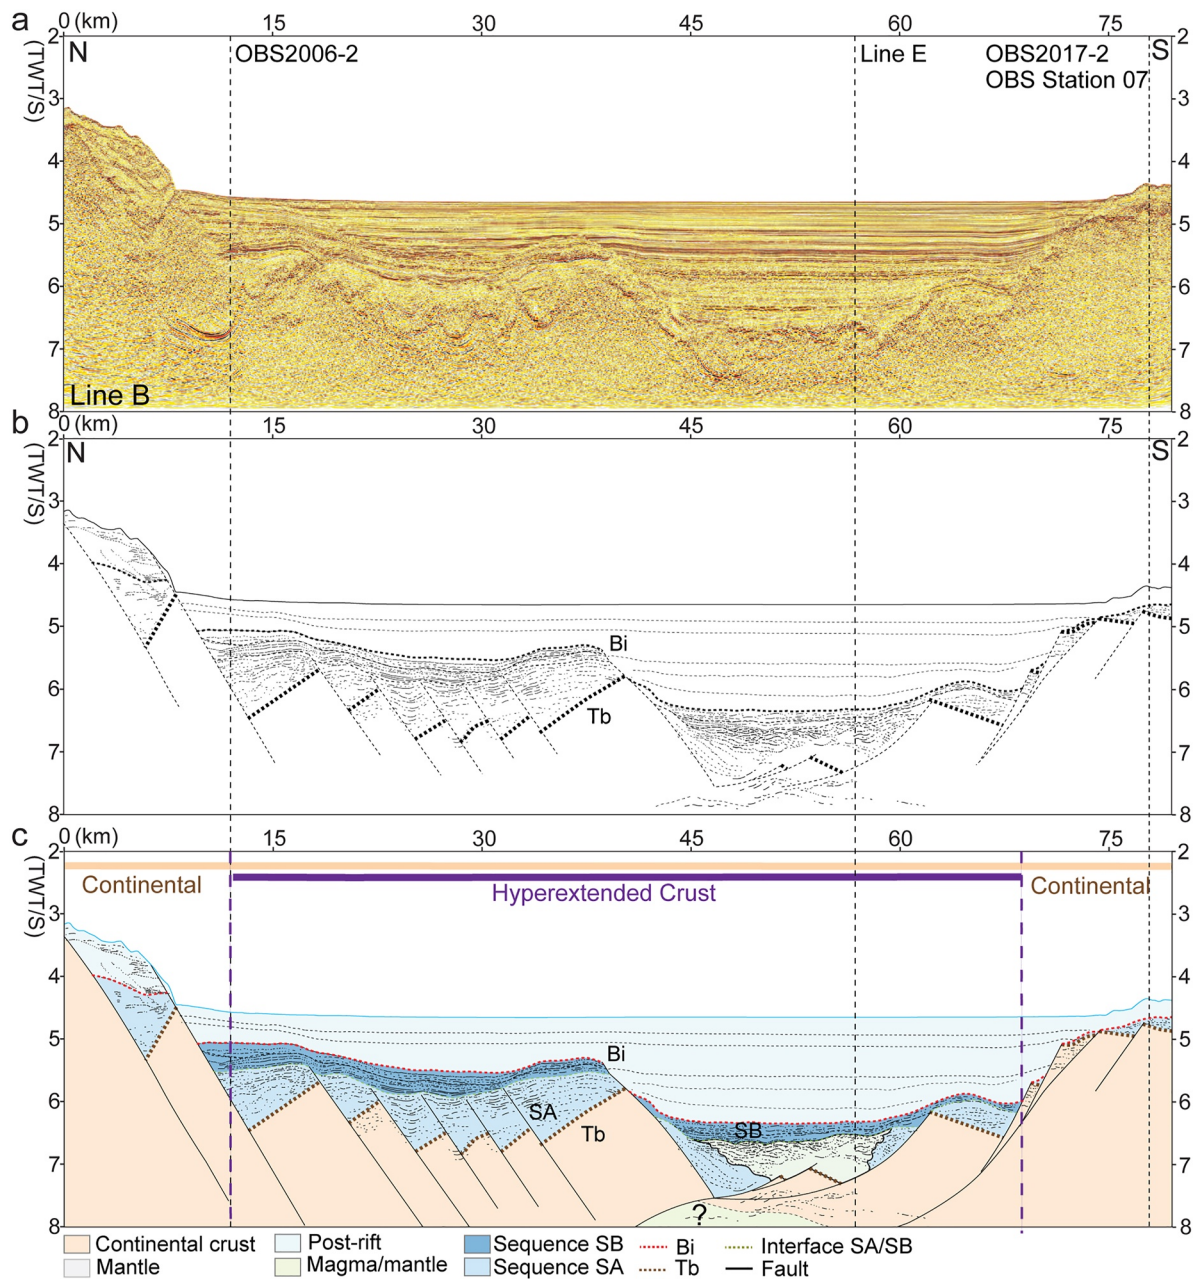 a
0 (km) 15 30 45 60 75
2 N OBS2006-2 Line E OBS2017-2 S 2
OBS Station 07
(TWT/S)
3 3
4 4
5 5
6 6
7 7
Line B
8 8
b
0 (km) 15 30 45 60 75
2 N S 2
(TWT/S)
3 3
4 4
5 5
Bi
6 6
Tb
7 7
8 8
c
0 (km) 15 30 45 60 75
2 2
Continental Hyperextended Crust Continental
(TWT/S)
3 3
4 4
5 5
Bi
6 6
SA
SB
Tb
7 7
?
8 8
Continental crust Post-rift Sequence SB Bi Interface SA/SB
Mantle Magma/mantle Sequence SA Tb Fault